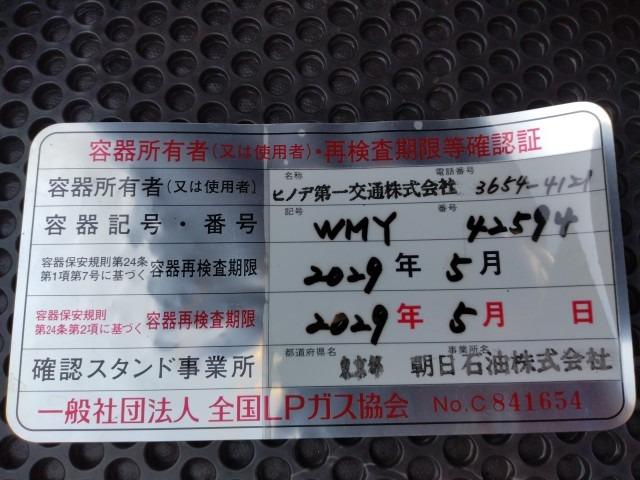 容器所有者(又は使用者)・再検査期限等確認証
容器所有者(又は使用者) 名称 ヒノデ第一交通株式会社 電話番号 3654-4121
容器記号・番号 記号 WMY 番号 42594
容器保安規則第24条
第1項第7号に基づく 容器再検査期限 2029年 5月
容器保安規則
第24条第2項に基づく 容器再検査期限 2029年 5月 日
確認スタンド事業所 都道府県名 東京都 事業所名 朝日石油株式会社
一般社団法人 全国LPガス協会 No.C 841654